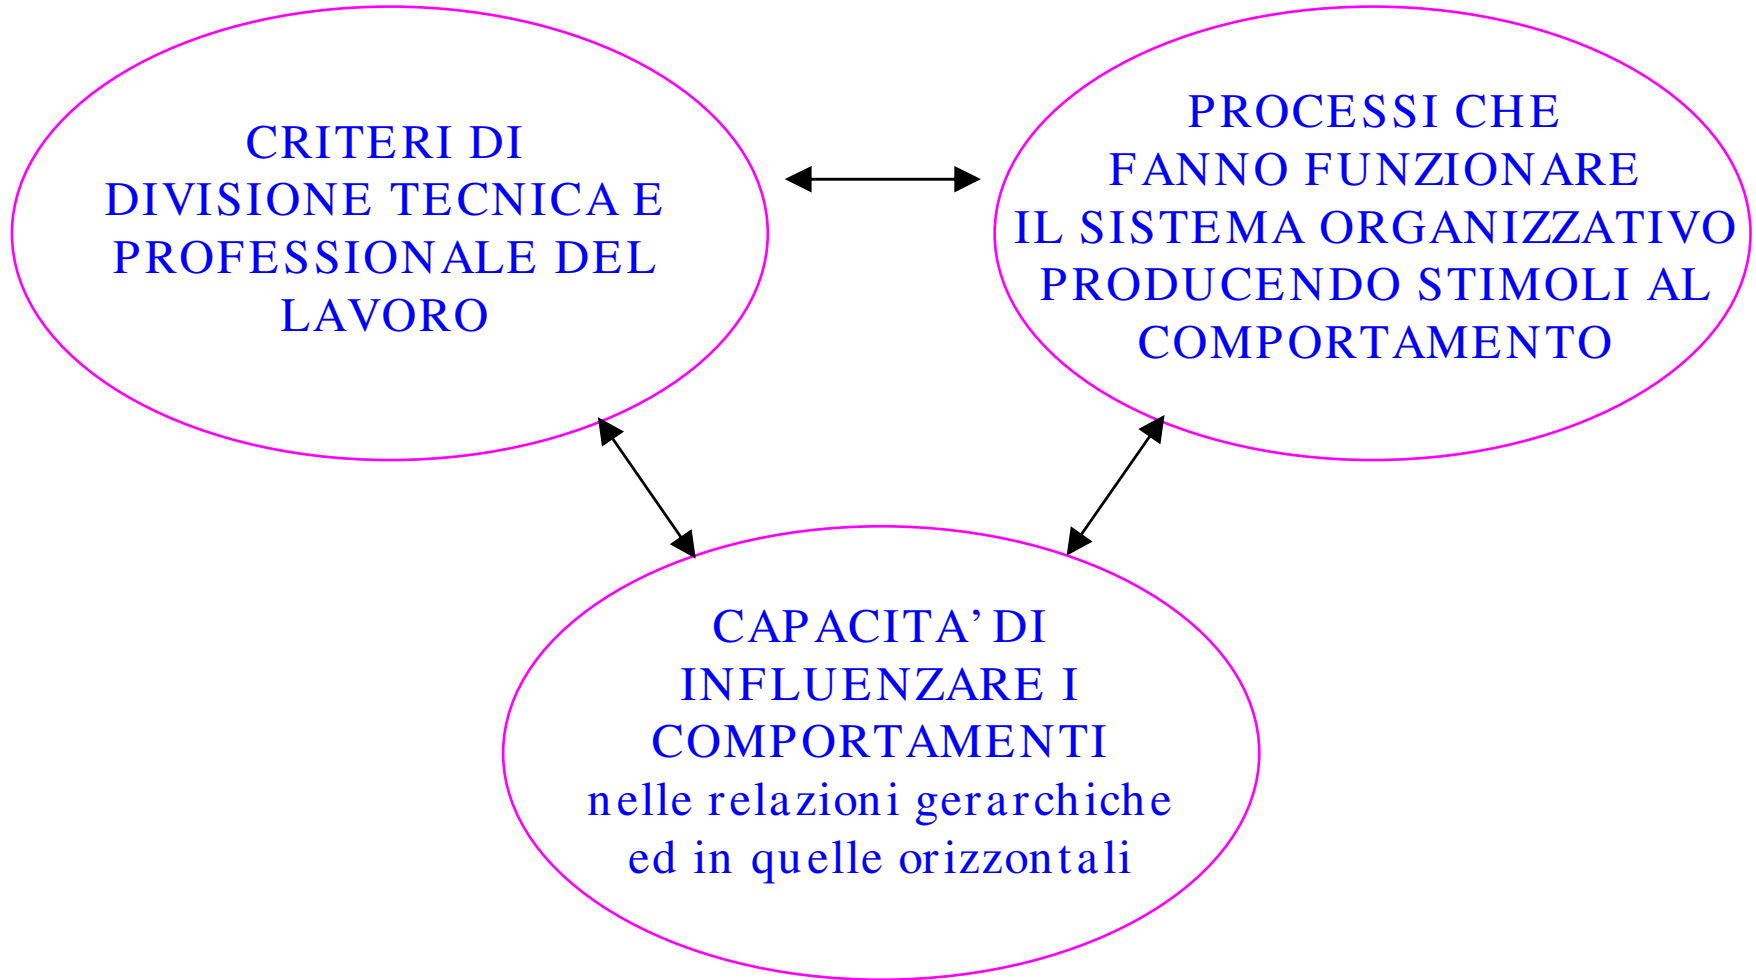 CRITERI DI
DIVISIONE TECNICA E
PROFESSIONALE DEL
LAVORO
PROCESSI CHE
FANNO FUNZIONARE
IL SISTEMA ORGANIZZATIVO
PRODUCENDO STIMOLI AL
COMPORTAMENTO
CAPACITA’ DI
INFLUENZARE I
COMPORTAMENTI
nelle relazioni gerarchiche
ed in quelle orizzontali